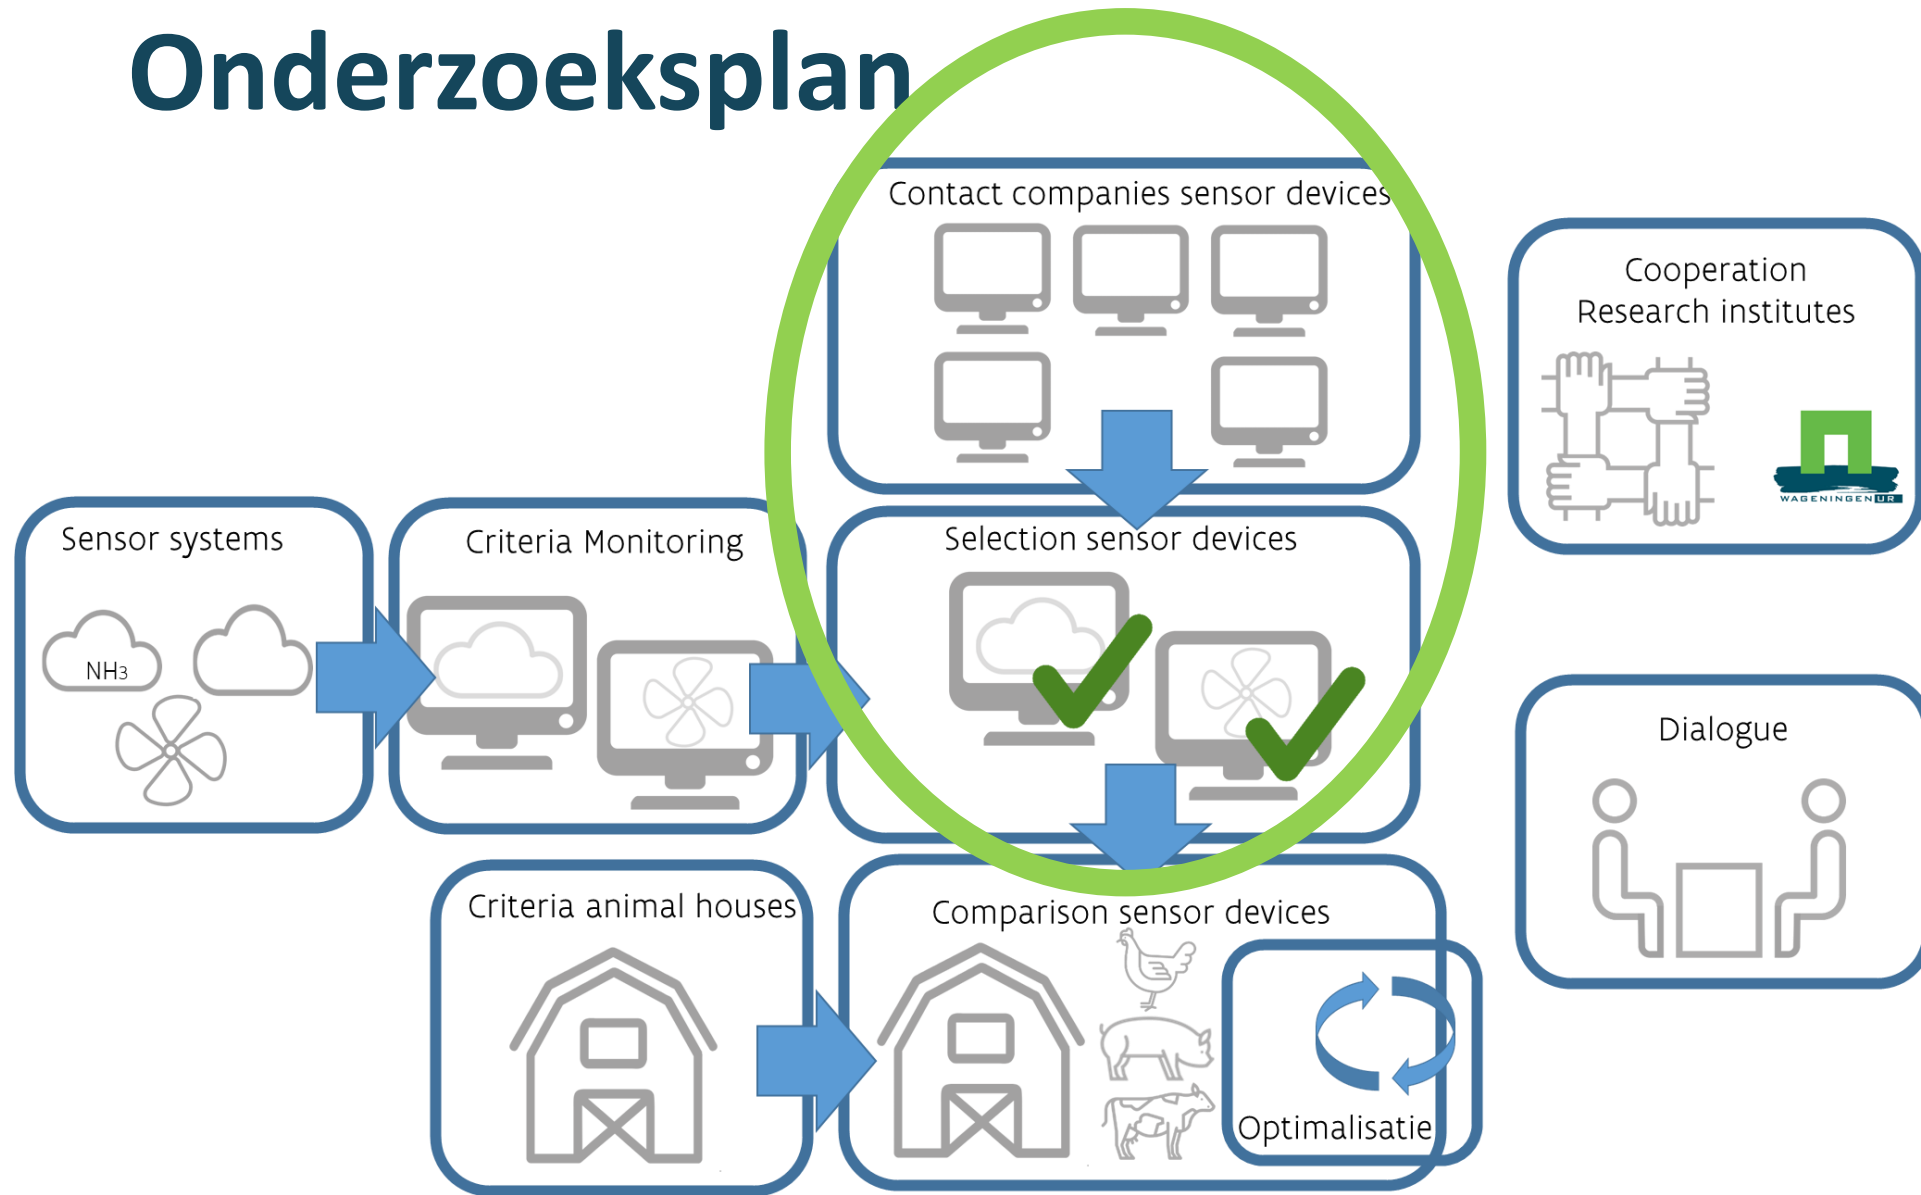 Onderzoeksplan
Contact companies sensor devices
Cooperation
Research institutes
WAGENINGEN UR
Sensor systems
NH3
Criteria Monitoring
Selection sensor devices
Dialogue
Criteria animal houses
Comparison sensor devices
Optimalisatie